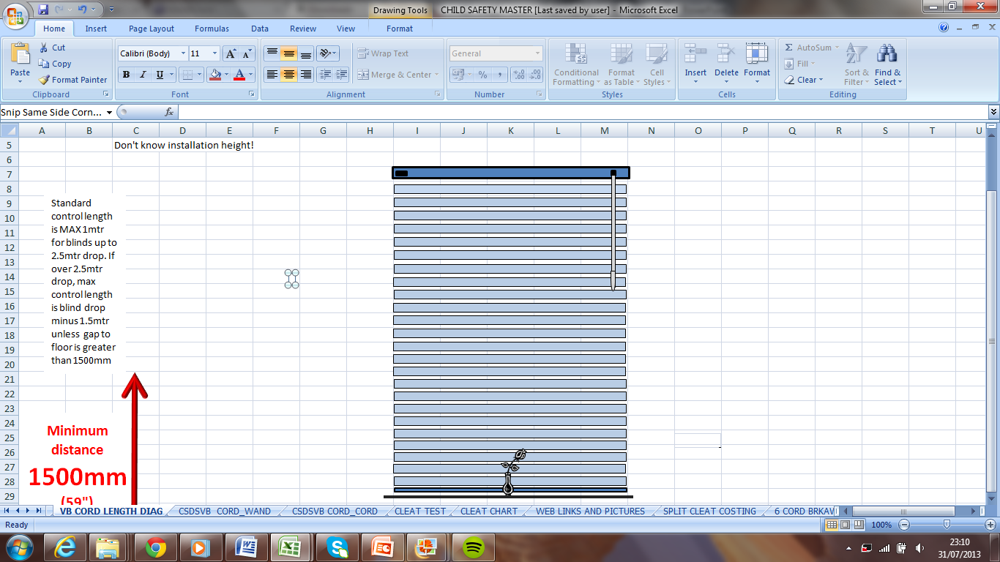 Drawing Tools
CHILD SAFETY MASTER [Last saved by user] - Microsoft Excel
Home Insert Page Layout Formulas Data Review View Format
Paste
Cut
Copy
Format Painter
Clipboard
Calibri (Body) 11
B I U
Font
Wrap Text
Merge & Center
Alignment
General
Number
Conditional Formatting
Format as Table
Cell Styles
Styles
Insert Delete Format
Cells
AutoSum
Fill
Clear
Sort & Filter
Find & Select
Editing
Snip Same Side Corn... fx
A B C D E F G H I J K L M N O P Q R S T U
5
6
7
8
9
10
11
12
13
14
15
16
17
18
19
20
21
22
23
24
25
26
27
28
29
Don't know installation height!
Standard
control length
is MAX 1mtr
for blinds up to
2.5mtr drop. If
over 2.5mtr
drop, max
control length
is blind drop
minus 1.5mtr
unless gap to
floor is greater
than 1500mm
Minimum
distance
1500mm
(59")
VB CORD LENGTH DIAG CSDSVB CORD_WAND CSDSVB CORD_CORD CLEAT TEST CLEAT CHART WEB LINKS AND PICTURES SPLIT CLEAT COSTING 6 CORD BRKAW
Ready 100%
23:10
31/07/2013